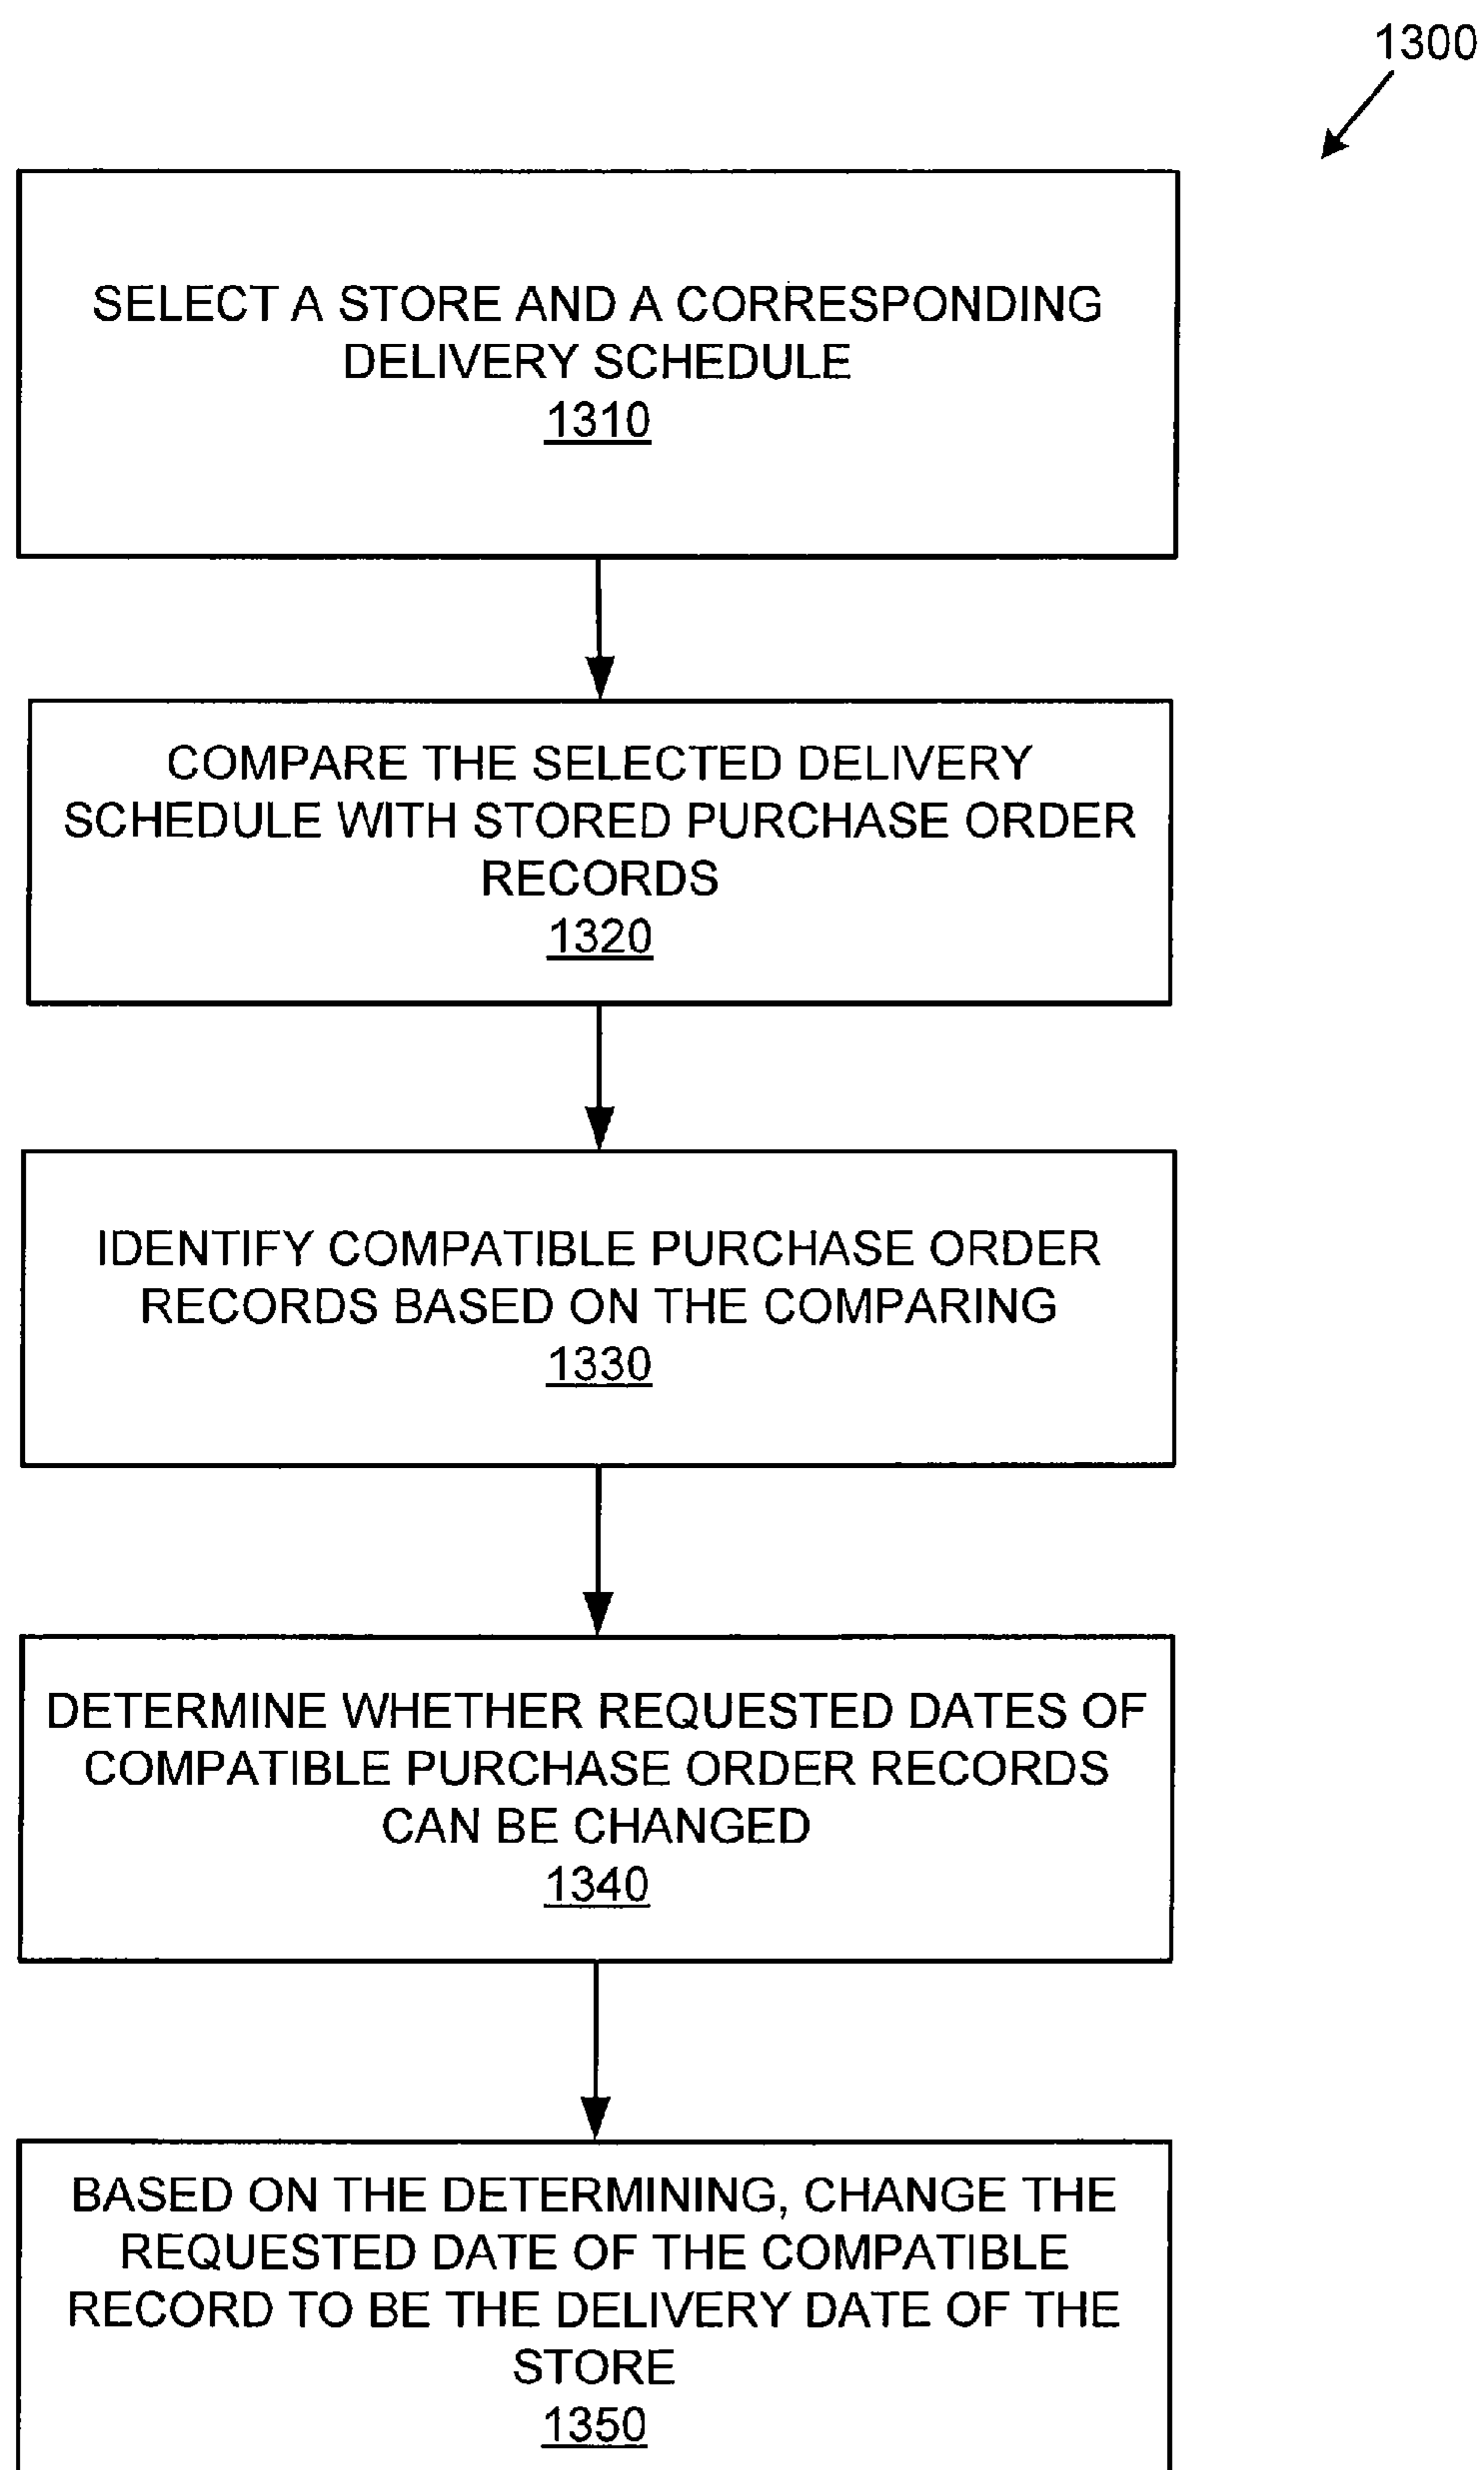 1300
SELECT A STORE AND A CORRESPONDING
DELIVERY SCHEDULE
1310
COMPARE THE SELECTED DELIVERY
SCHEDULE WITH STORED PURCHASE ORDER
RECORDS
1320
IDENTIFY COMPATIBLE PURCHASE ORDER
RECORDS BASED ON THE COMPARING
1330
DETERMINE WHETHER REQUESTED DATES OF
COMPATIBLE PURCHASE ORDER RECORDS
CAN BE CHANGED
1340
BASED ON THE DETERMINING, CHANGE THE
REQUESTED DATE OF THE COMPATIBLE
RECORD TO BE THE DELIVERY DATE OF THE
STORE
1350